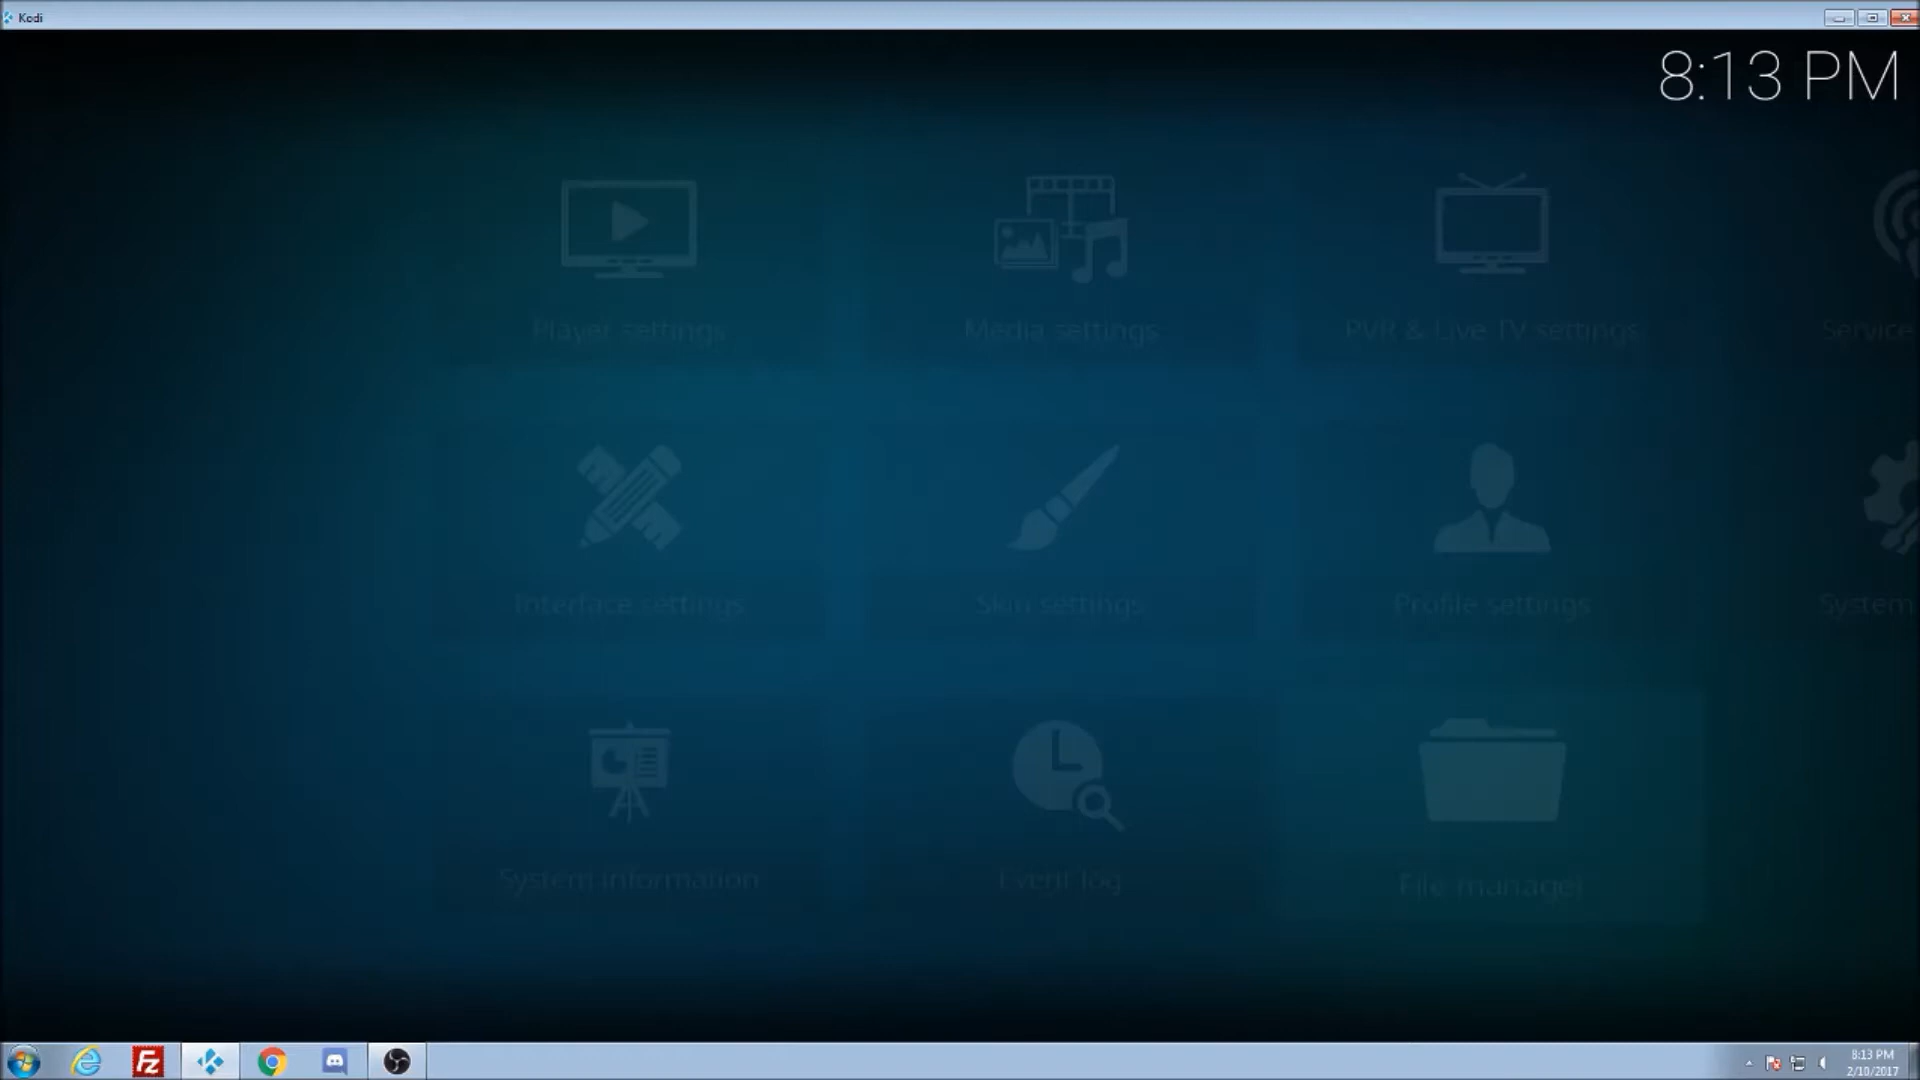 Kodi
8:13 PM
Player settings
Media settings
PVR & Live TV settings
Service
Interface settings
Skin settings
Profile settings
System
System information
Event log
File manager
Fz
8:13 PM
2/10/2017